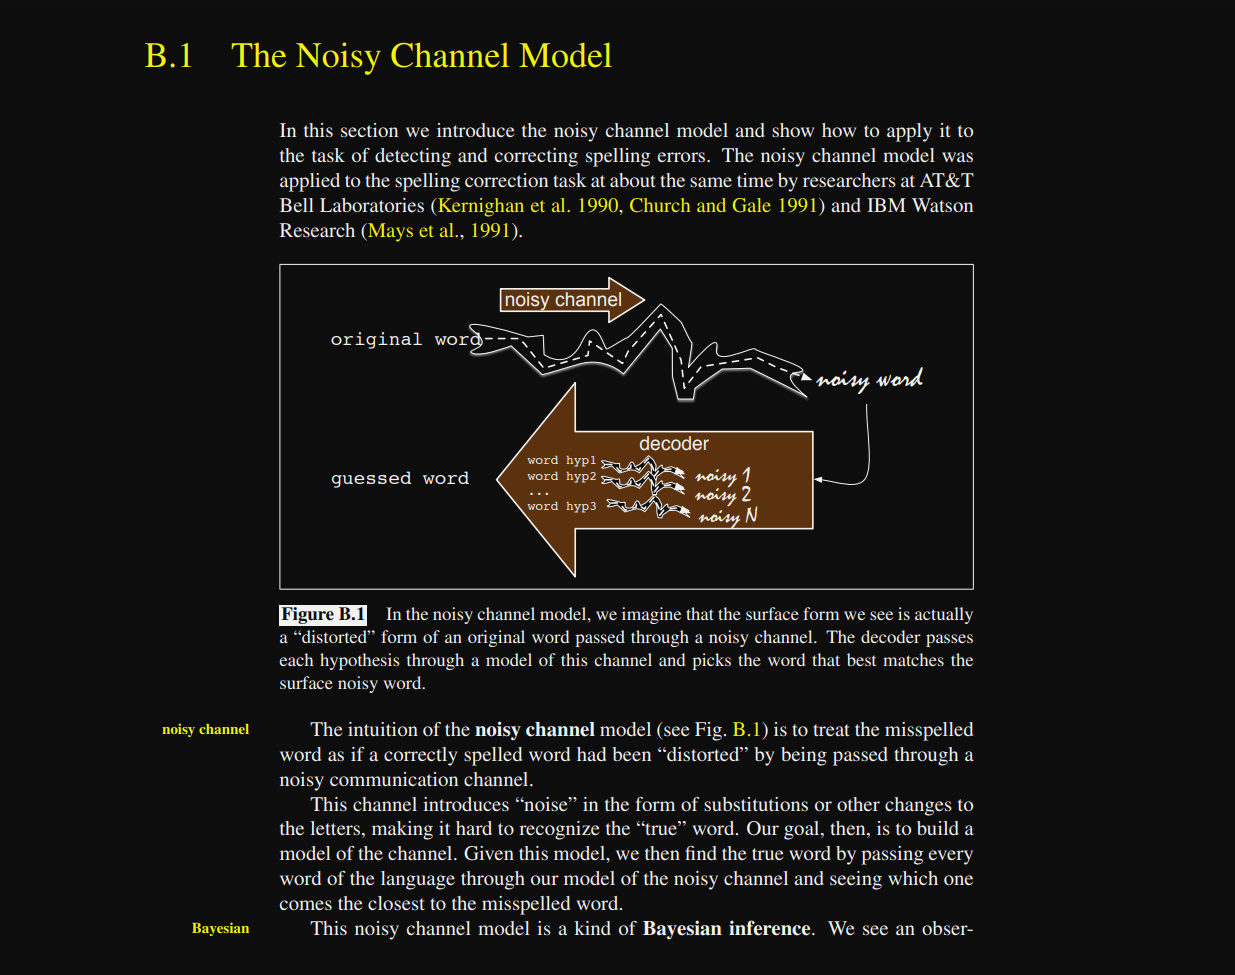 B.1 The Noisy Channel Model
In this section we introduce the noisy channel model and show how to apply it to
the task of detecting and correcting spelling errors. The noisy channel model was
applied to the spelling correction task at about the same time by researchers at AT&T
Bell Laboratories (Kernighan et al. 1990, Church and Gale 1991) and IBM Watson
Research (Mays et al., 1991).
noisy channel
original word
noisy word
decoder
word hyp1
noisy 1
word hyp2
noisy 2
...
word hyp3
noisy N
guessed word
Figure B.1 In the noisy channel model, we imagine that the surface form we see is actually
a “distorted” form of an original word passed through a noisy channel. The decoder passes
each hypothesis through a model of this channel and picks the word that best matches the
surface noisy word.
noisy channel
The intuition of the noisy channel model (see Fig. B.1) is to treat the misspelled
word as if a correctly spelled word had been “distorted” by being passed through a
noisy communication channel.
This channel introduces “noise” in the form of substitutions or other changes to
the letters, making it hard to recognize the “true” word. Our goal, then, is to build a
model of the channel. Given this model, we then find the true word by passing every
word of the language through our model of the noisy channel and seeing which one
comes the closest to the misspelled word.
Bayesian
This noisy channel model is a kind of Bayesian inference. We see an obser-